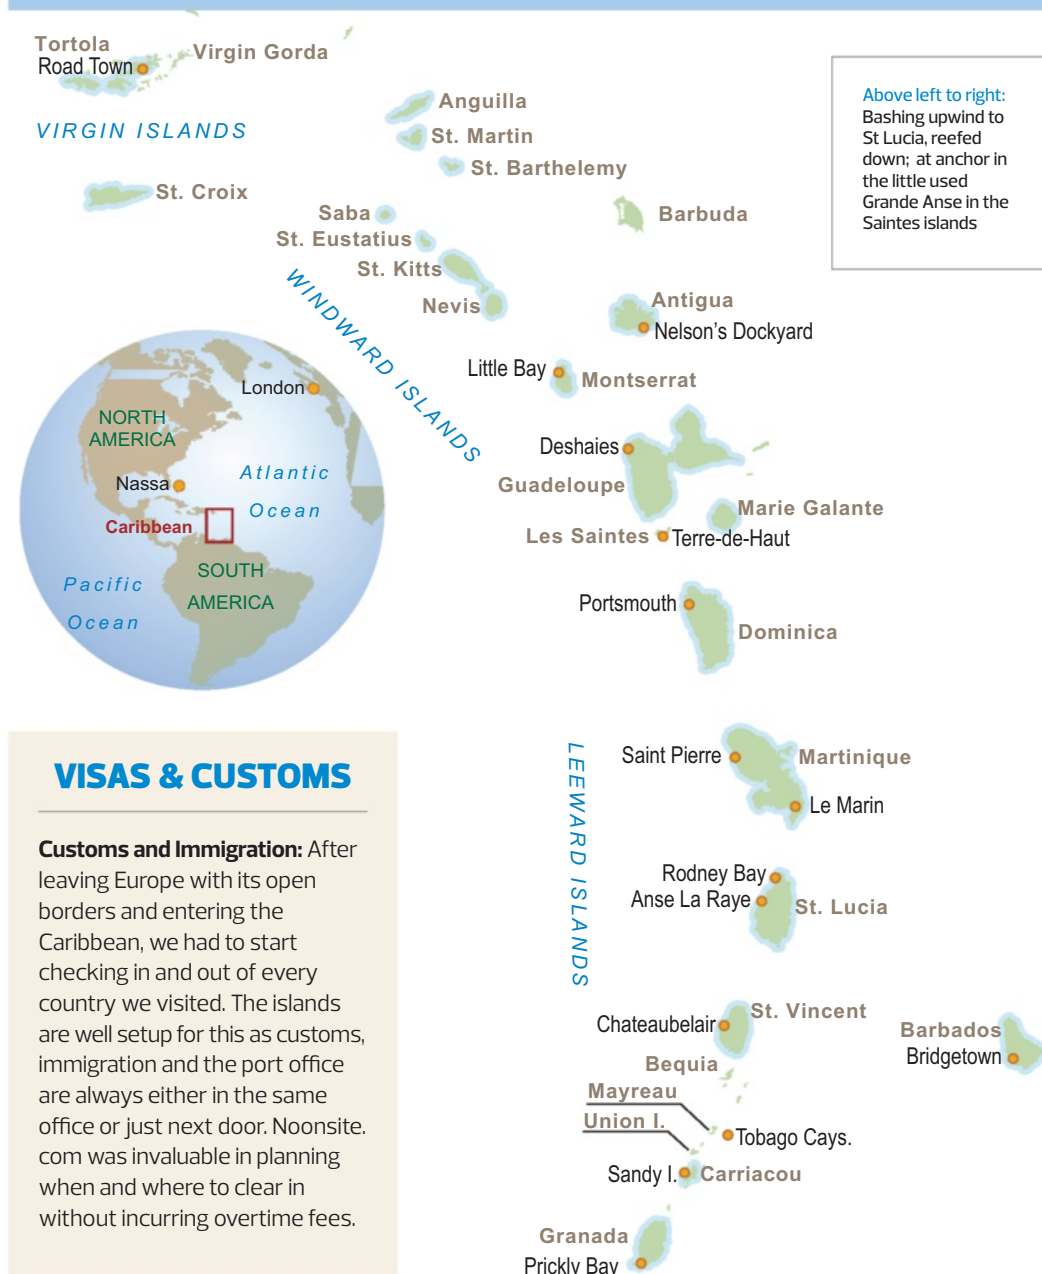 Tortola
Road Town
Virgin Gorda
VIRGIN ISLANDS
St. Croix
Anguilla
St. Martin
St. Barthelemy
Saba
St. Eustatius
St. Kitts
Nevis
Barbuda
Antigua
Nelson's Dockyard
WINDWARD ISLANDS
Little Bay
Montserrat
Deshaies
Guadeloupe
Marie Galante
Les Saintes
Terre-de-Haut
Portsmouth
Dominica
LEEWARD ISLANDS
Saint Pierre
Martinique
Le Marin
Rodney Bay
Anse La Raye
St. Lucia
Chateaubelair
St. Vincent
Barbados
Bridgetown
Bequia
Mayreau
Union I.
Tobago Cays.
Sandy I.
Carriacou
Granada
Prickly Bay
Above left to right:
Bashing upwind to
St Lucia, reefed
down; at anchor in
the little used
Grande Anse in the
Saintes islands
London
NORTH
AMERICA
Nassa
Atlantic
Ocean
Caribbean
Pacific
Ocean
SOUTH
AMERICA
VISAS & CUSTOMS
Customs and Immigration: After
leaving Europe with its open
borders and entering the
Caribbean, we had to start
checking in and out of every
country we visited. The islands
are well setup for this as customs,
immigration and the port office
are always either in the same
office or just next door. Noonsite.
com was invaluable in planning
when and where to clear in
without incurring overtime fees.